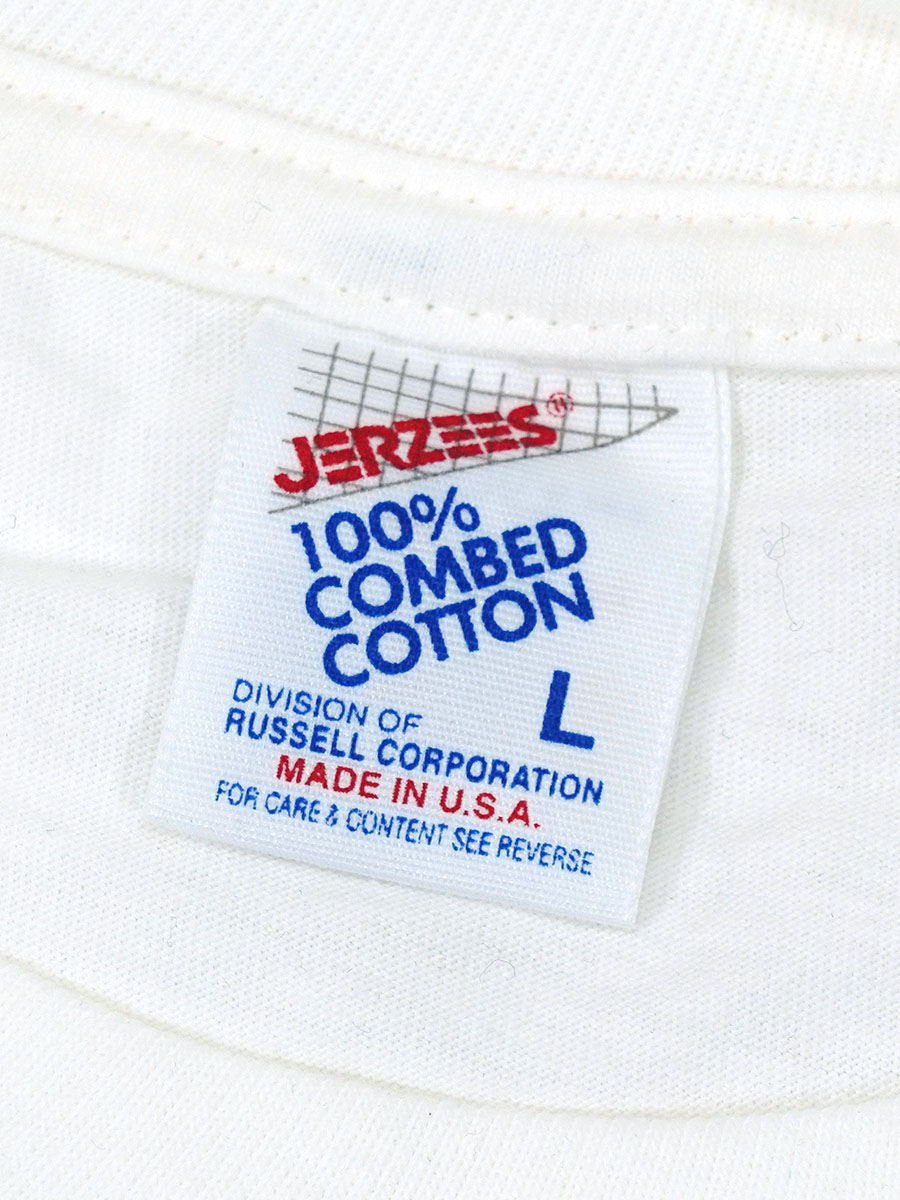 JERZEES®
100%
COMBED
COTTON
L
DIVISION OF
RUSSELL CORPORATION
MADE IN U.S.A.
FOR CARE & CONTENT SEE REVERSE